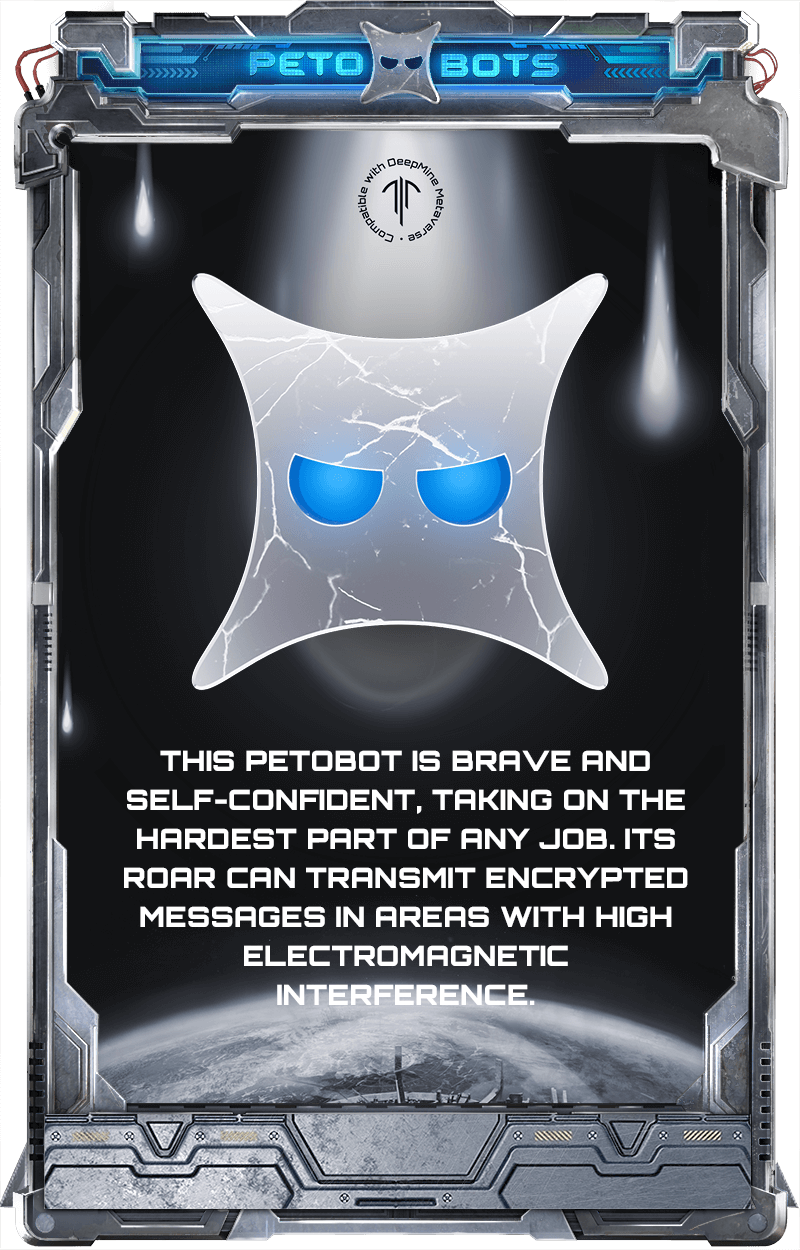 PETO BOTS
Compatible with DeepMine Metaverse •
THIS PETOBOT IS BRAVE AND
SELF-CONFIDENT, TAKING ON THE
HARDEST PART OF ANY JOB. ITS
ROAR CAN TRANSMIT ENCRYPTED
MESSAGES IN AREAS WITH HIGH
ELECTROMAGNETIC
INTERFERENCE.